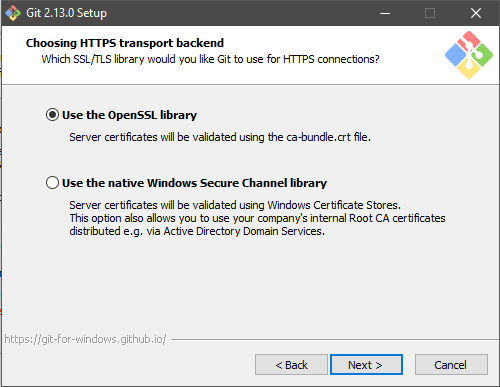 Git 2.13.0 Setup
Choosing HTTPS transport backend
Which SSL/TLS library would you like Git to use for HTTPS connections?
Use the OpenSSL library
Server certificates will be validated using the ca-bundle.crt file.
Use the native Windows Secure Channel library
Server certificates will be validated using Windows Certificate Stores.
This option also allows you to use your company's internal Root CA certificates
distributed e.g. via Active Directory Domain Services.
https://git-for-windows.github.io/
< Back
Next >
Cancel